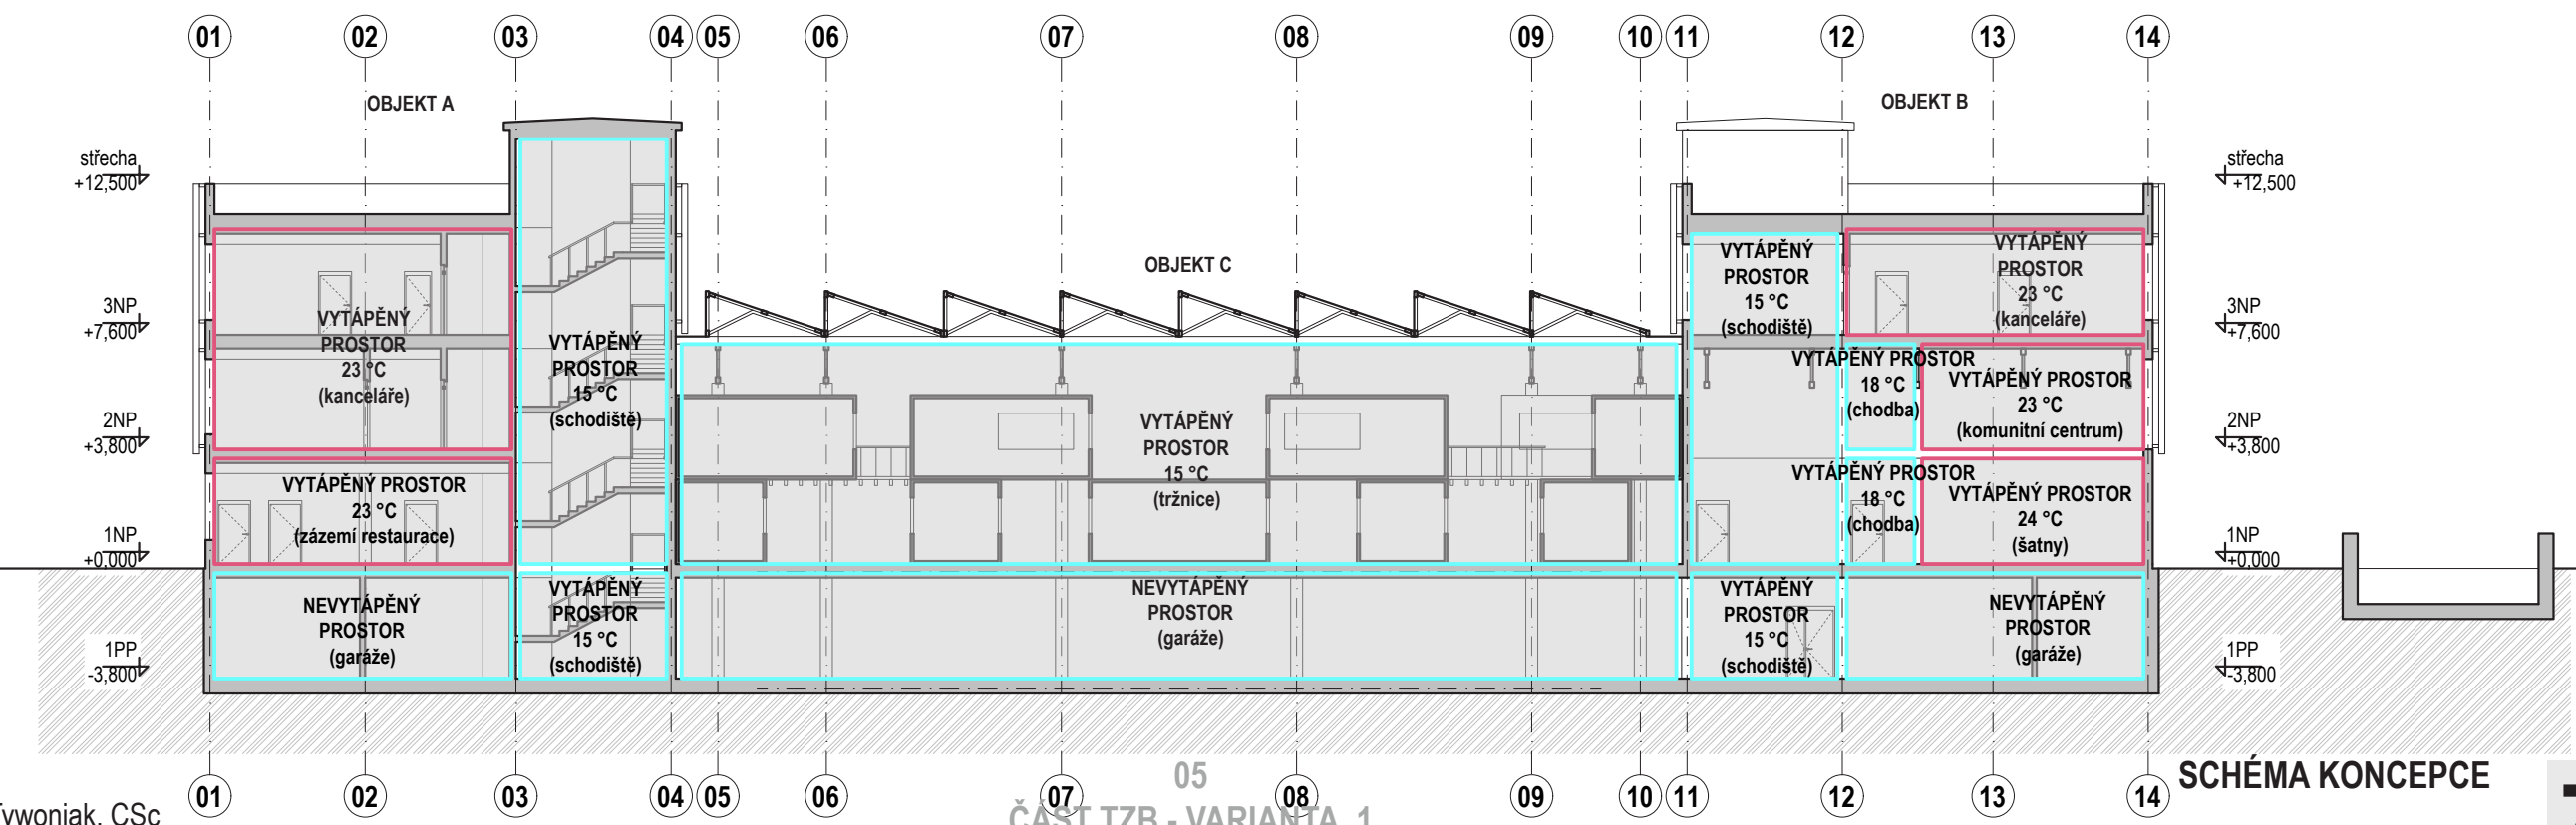 01 02 03 04 05 06 07 08 09 10 11 12 13 14
OBJEKT A
OBJEKT B
OBJEKT C
střecha
+12,500
3NP
+7,600
2NP
+3,800
1NP
+0,000
1PP
-3,800
VYTÁPĚNÝ
PROSTOR
23 °C
(kanceláře)
VYTÁPĚNÝ PROSTOR
23 °C
(zázemí restaurace)
NEVYTÁPĚNÝ
PROSTOR
(garáže)
VYTÁPĚNÝ
PROSTOR
15 °C
(schodiště)
VYTÁPĚNÝ
PROSTOR
15 °C
(schodiště)
VYTÁPĚNÝ
PROSTOR
15 °C
(tržnice)
NEVYTÁPĚNÝ
PROSTOR
(garáže)
VYTÁPĚNÝ
PROSTOR
15 °C
(schodiště)
VYTÁPĚNÝ
PROSTOR
23 °C
(kanceláře)
VYTÁPĚNÝ PROSTOR
18 °C
(chodba)
VYTÁPĚNÝ PROSTOR
23 °C
(komunitní centrum)
VYTÁPĚNÝ PROSTOR
18 °C
(chodba)
VYTÁPĚNÝ PROSTOR
24 °C
(šatny)
VYTÁPĚNÝ
PROSTOR
15 °C
(schodiště)
NEVYTÁPĚNÝ
PROSTOR
(garáže)
střecha
+12,500
3NP
+7,600
2NP
+3,800
1NP
+0,000
1PP
-3,800
01 02 03 04 05 06 07 08 09 10 11 12 13 14
SCHÉMA KONCEPCE
05
ČÁST TZB - VARIANTA 1
Tywoniak, CSc